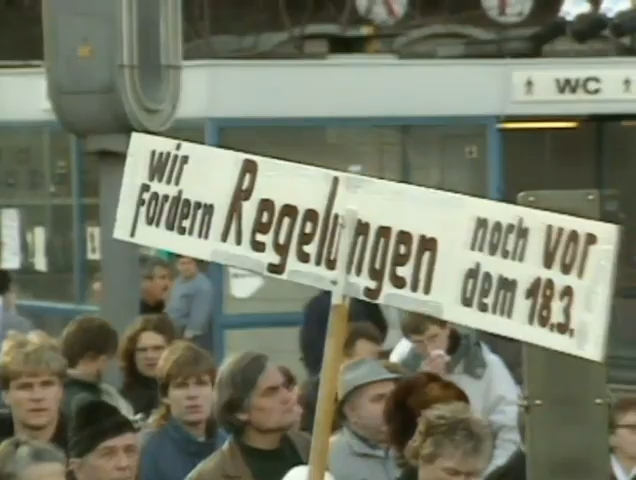 WC
wir
Fordern Regelungen
noch vor
dem 18.3.